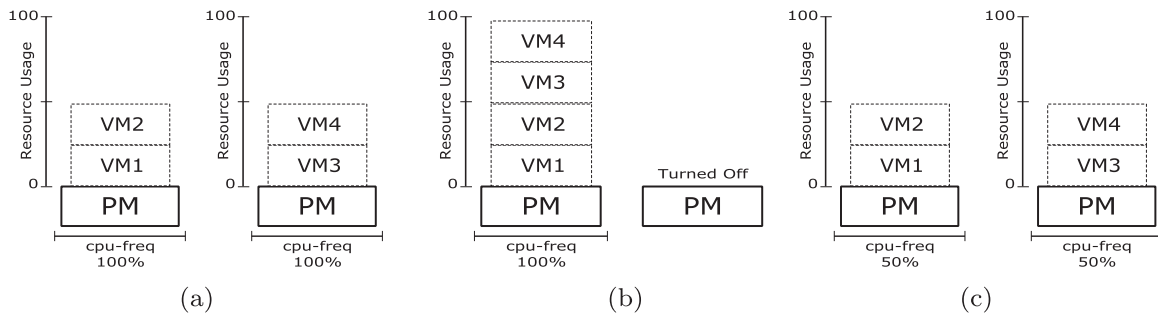 100
Resource Usage
0
VM2
VM1
PM
cpu-freq
100%
100
Resource Usage
0
VM4
VM3
PM
cpu-freq
100%
(a)
100
Resource Usage
0
VM4
VM3
VM2
VM1
PM
cpu-freq
100%
Turned Off
PM
(b)
100
Resource Usage
0
VM2
VM1
PM
cpu-freq
50%
100
Resource Usage
0
VM4
VM3
PM
cpu-freq
50%
(c)